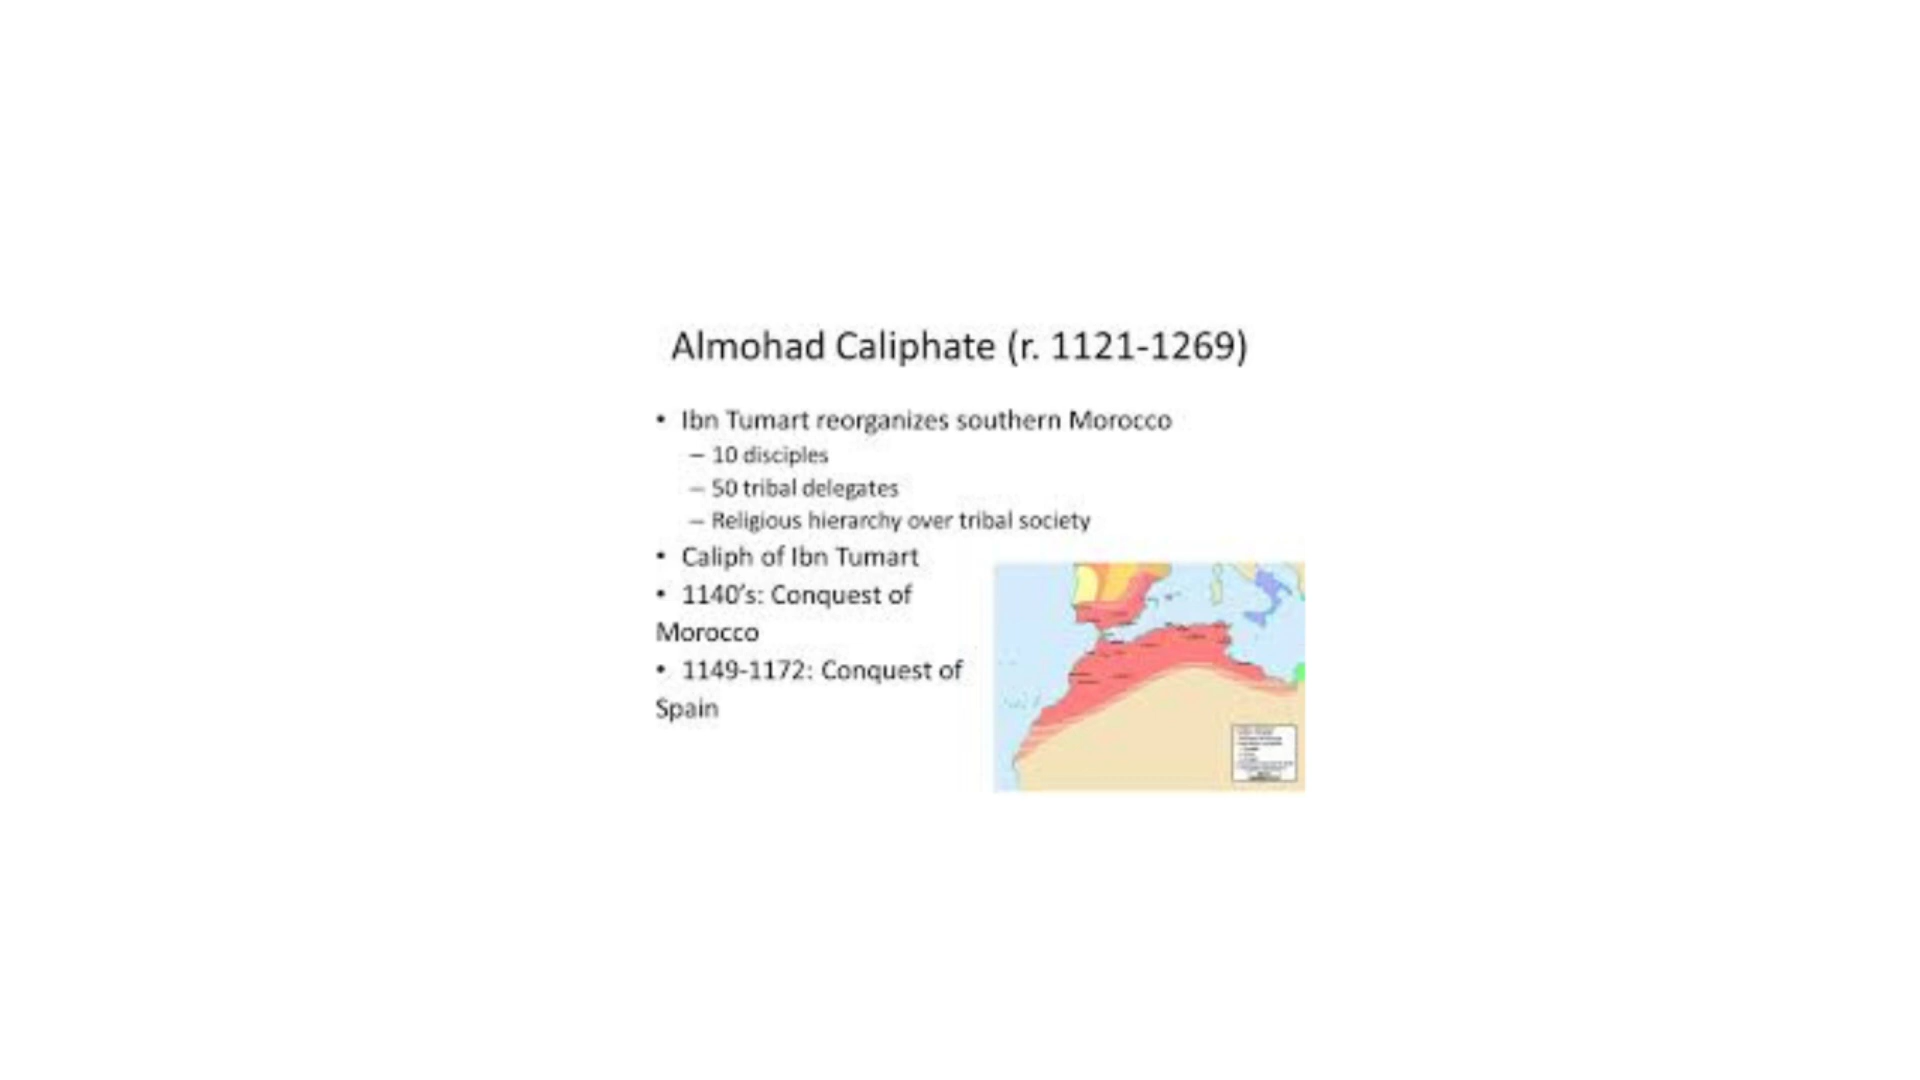 Almohad Caliphate (r. 1121-1269)
• Ibn Tumart reorganizes southern Morocco
– 10 disciples
– 50 tribal delegates
– Religious hierarchy over tribal society
• Caliph of Ibn Tumart
• 1140's: Conquest of
Morocco
• 1149-1172: Conquest of
Spain